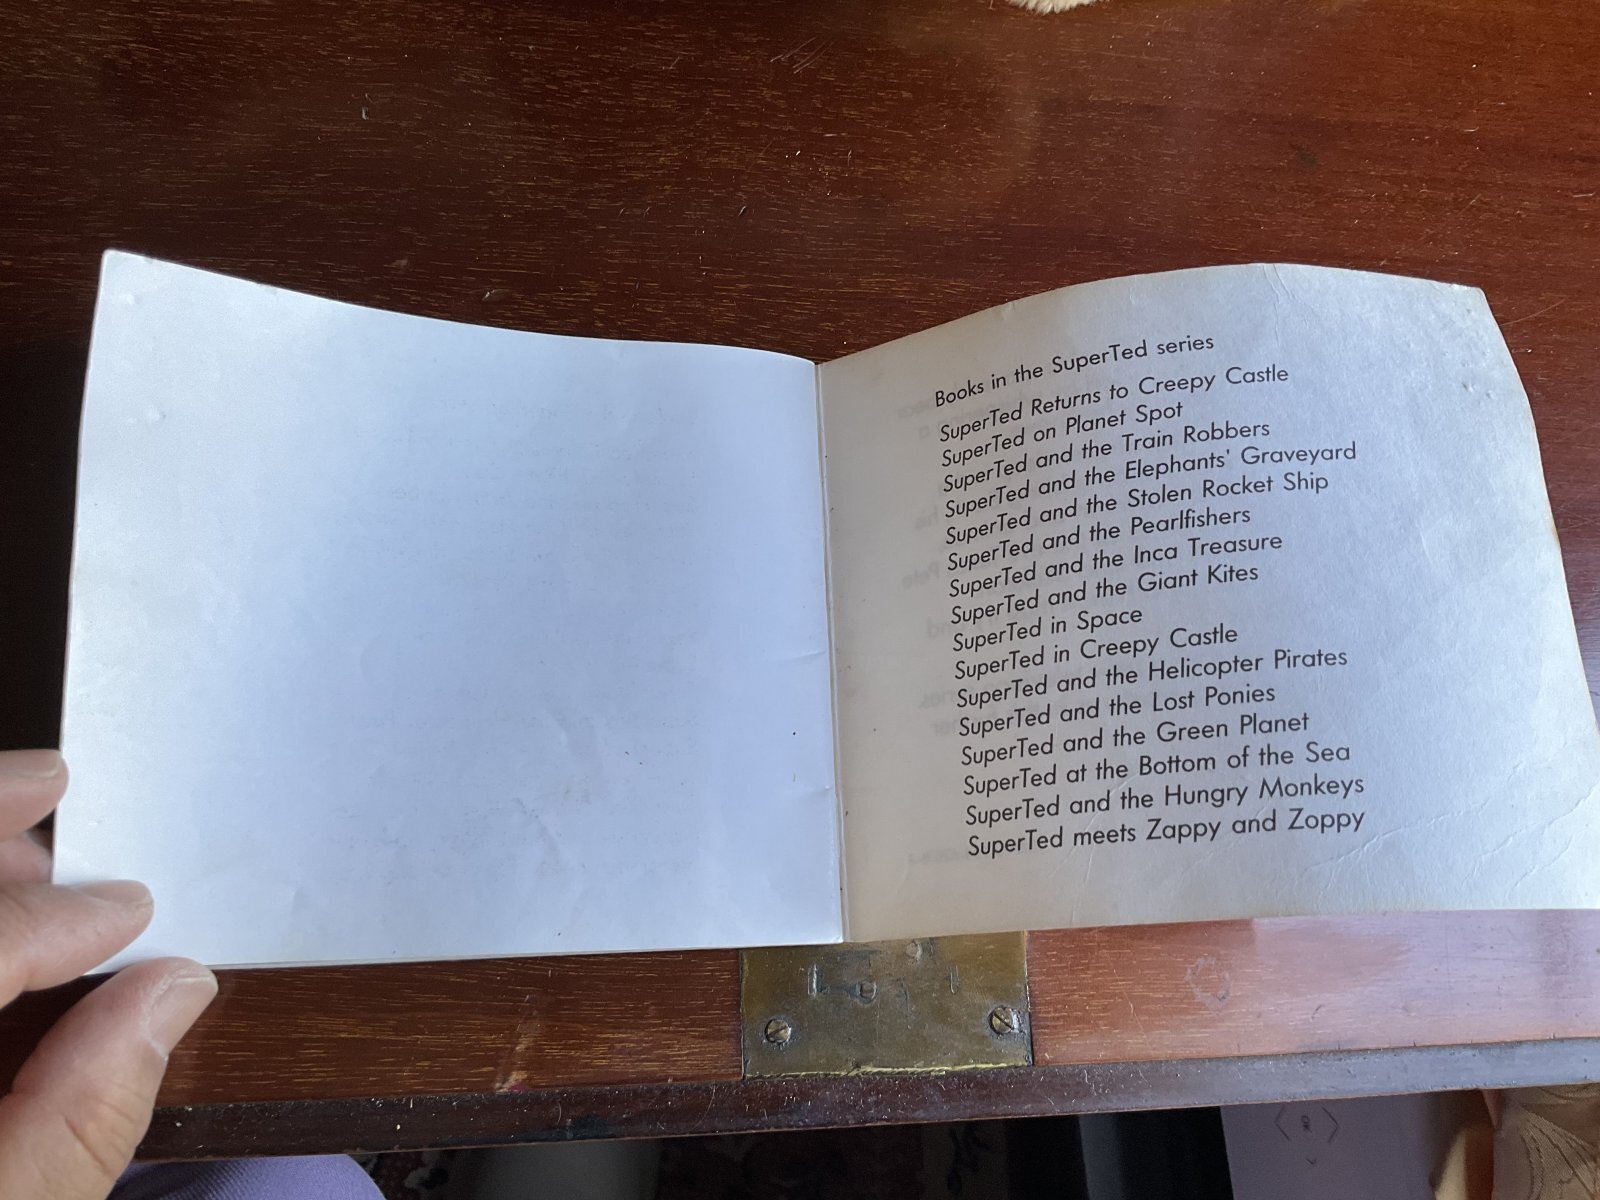 Books in the SuperTed series
SuperTed Returns to Creepy Castle
SuperTed on Planet Spot
SuperTed and the Train Robbers
SuperTed and the Elephants' Graveyard
SuperTed and the Stolen Rocket Ship
SuperTed and the Pearlfishers
SuperTed and the Inca Treasure
SuperTed and the Giant Kites
SuperTed in Space
SuperTed in Creepy Castle
SuperTed and the Helicopter Pirates
SuperTed and the Lost Ponies
SuperTed and the Green Planet
SuperTed at the Bottom of the Sea
SuperTed and the Hungry Monkeys
SuperTed meets Zappy and Zoppy